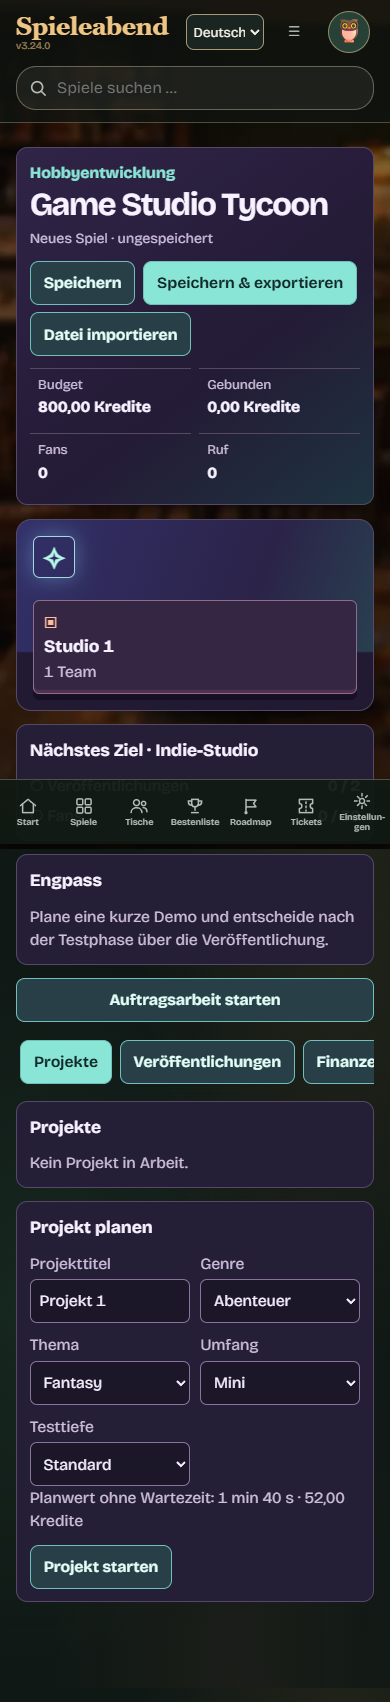 Spieleabend
v3.24.0
Deutsch
Spiele suchen ...
Hobbyentwicklung
Game Studio Tycoon
Neues Spiel · ungespeichert
Speichern
Speichern & exportieren
Datei importieren
Budget
800,00 Kredite
Gebunden
0,00 Kredite
Fans
0
Ruf
0
Studio 1
1 Team
Nächstes Ziel · Indie-Studio
Veröffentlichungen
0 / 2
Start
Spiele
Tische
Bestenliste
Roadmap
Tickets
Einstellun-
gen
Engpass
Plane eine kurze Demo und entscheide nach
der Testphase über die Veröffentlichung.
Auftragsarbeit starten
Projekte
Veröffentlichungen
Finanze
Projekte
Kein Projekt in Arbeit.
Projekt planen
Projekttitel
Genre
Projekt 1
Abenteuer
Thema
Umfang
Fantasy
Mini
Testtiefe
Standard
Planwert ohne Wartezeit: 1 min 40 s · 52,00
Kredite
Projekt starten